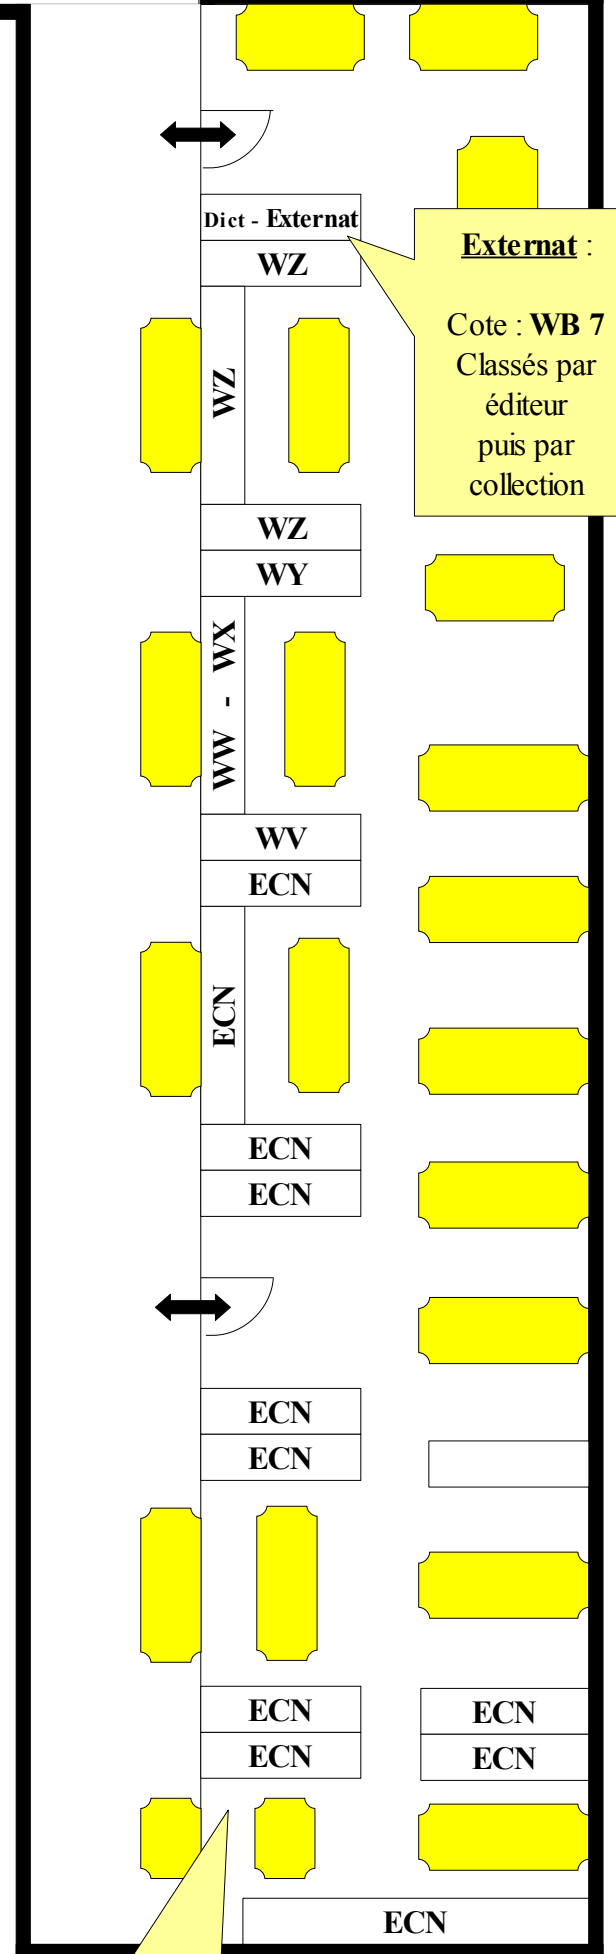 Dict - Externat
WZ
Externat :
Cote : WB 7
Classés par
éditeur
puis par
collection
WZ
WZ
WY
WW - WX
WV
ECN
ECN
ECN
ECN
ECN
ECN
ECN
ECN
ECN
ECN
ECN